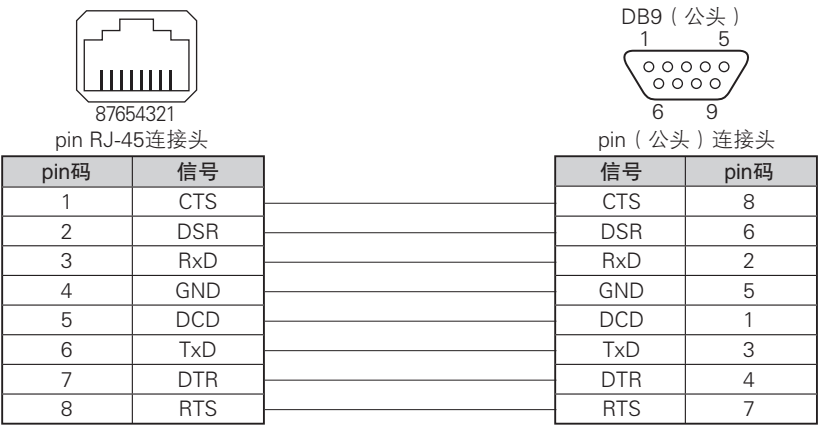 DB9（公头）
1 5
87654321
6 9
pin RJ-45连接头
pin（公头）连接头
pin码 信号 信号 pin码
1 CTS CTS 8
2 DSR DSR 6
3 RxD RxD 2
4 GND GND 5
5 DCD DCD 1
6 TxD TxD 3
7 DTR DTR 4
8 RTS RTS 7